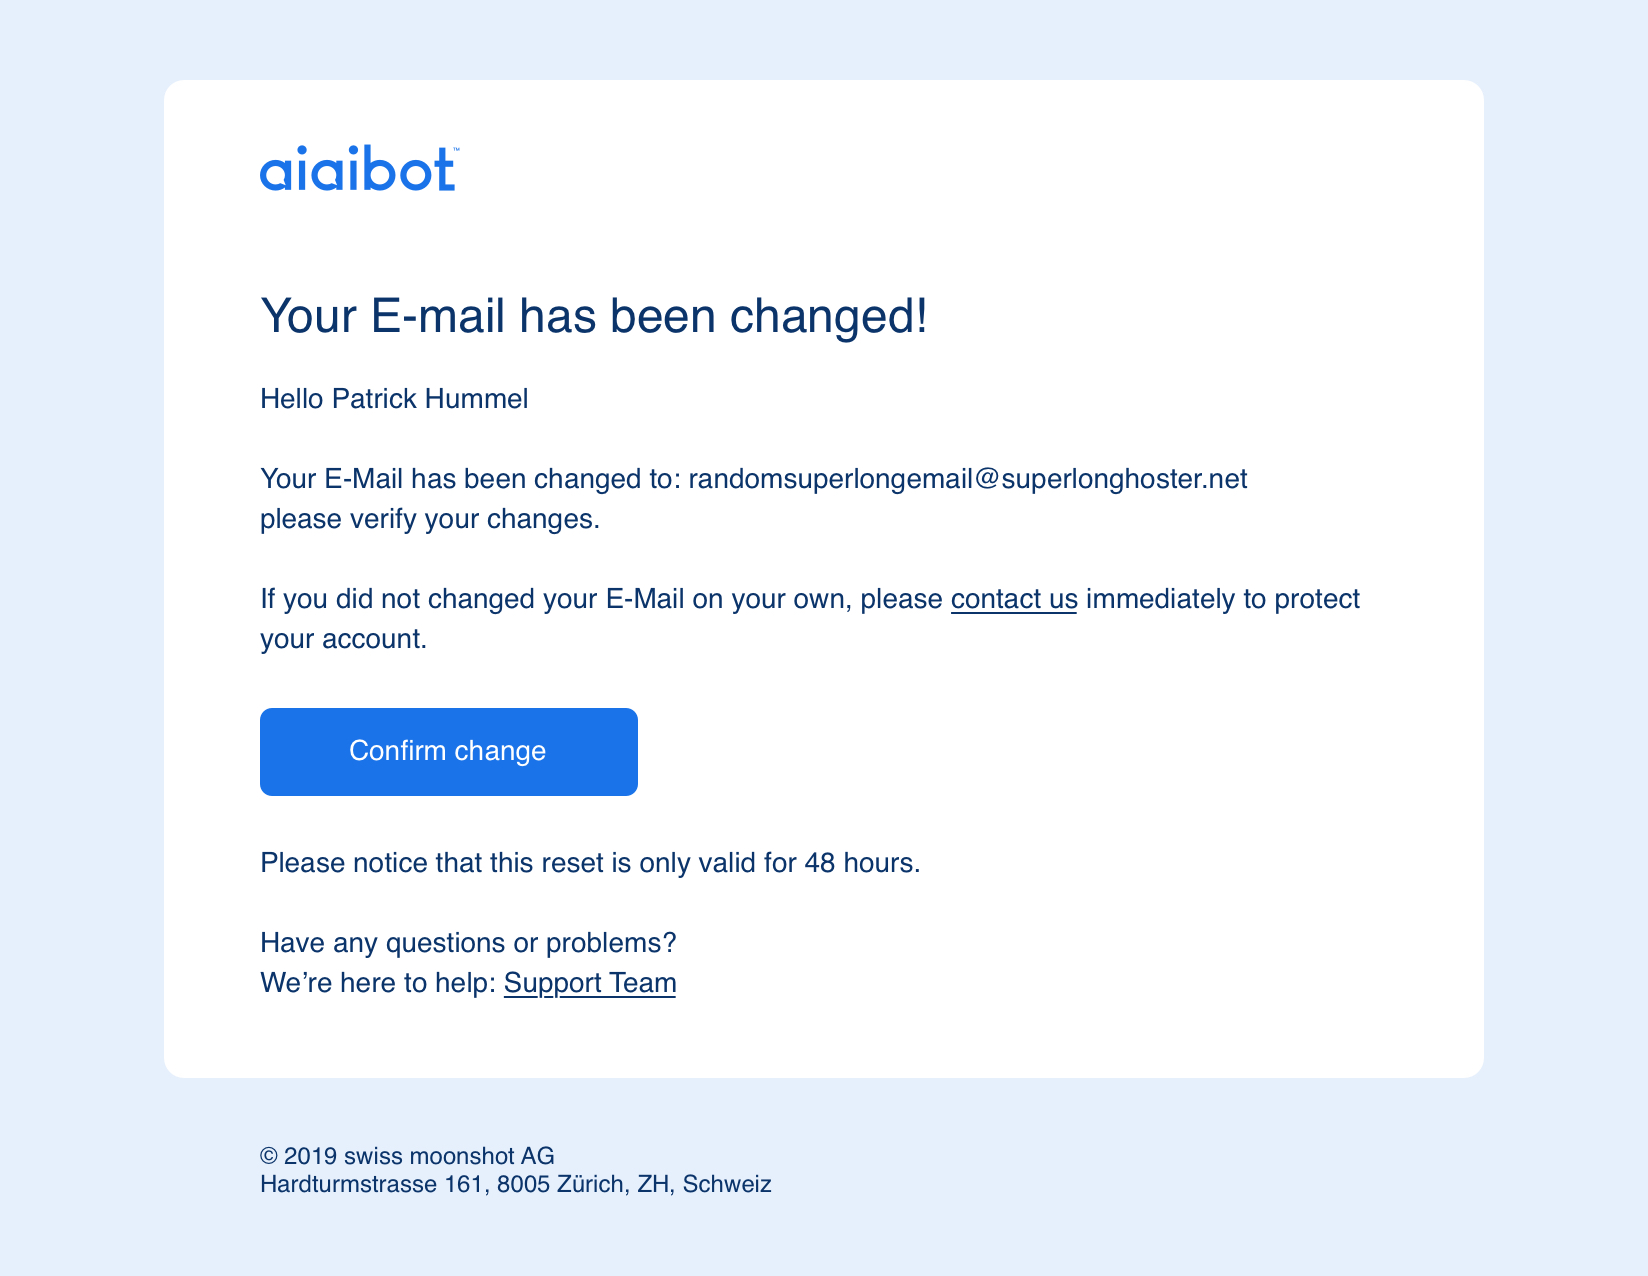 aiaibot™
Your E-mail has been changed!
Hello Patrick Hummel
Your E-Mail has been changed to: randomsuperlongemail@superlonghoster.net
please verify your changes.
If you did not changed your E-Mail on your own, please contact us immediately to protect
your account.
Confirm change
Please notice that this reset is only valid for 48 hours.
Have any questions or problems?
We’re here to help: Support Team
© 2019 swiss moonshot AG
Hardturmstrasse 161, 8005 Zürich, ZH, Schweiz